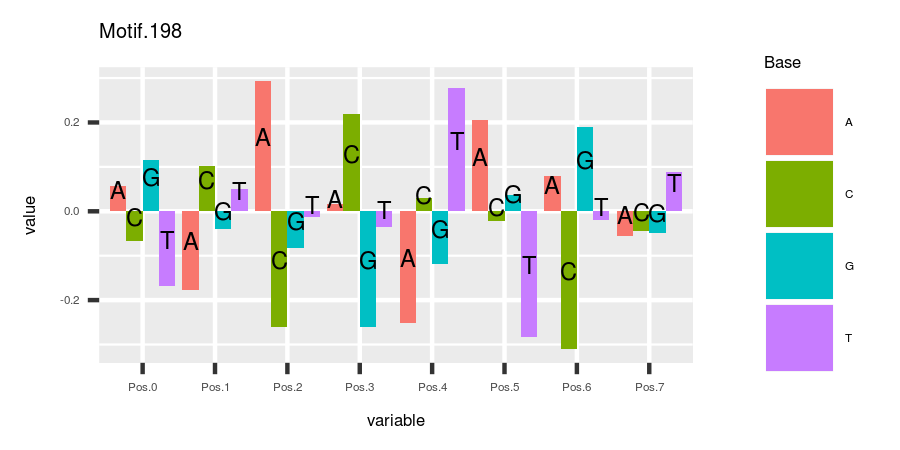 Motif.198
Base
A
C
G
T
value
0.2
0.0
-0.2
A C G T A C G T A C G T A C G T A C G T A C G T A C G T A C G T
Pos.0 Pos.1 Pos.2 Pos.3 Pos.4 Pos.5 Pos.6 Pos.7
variable